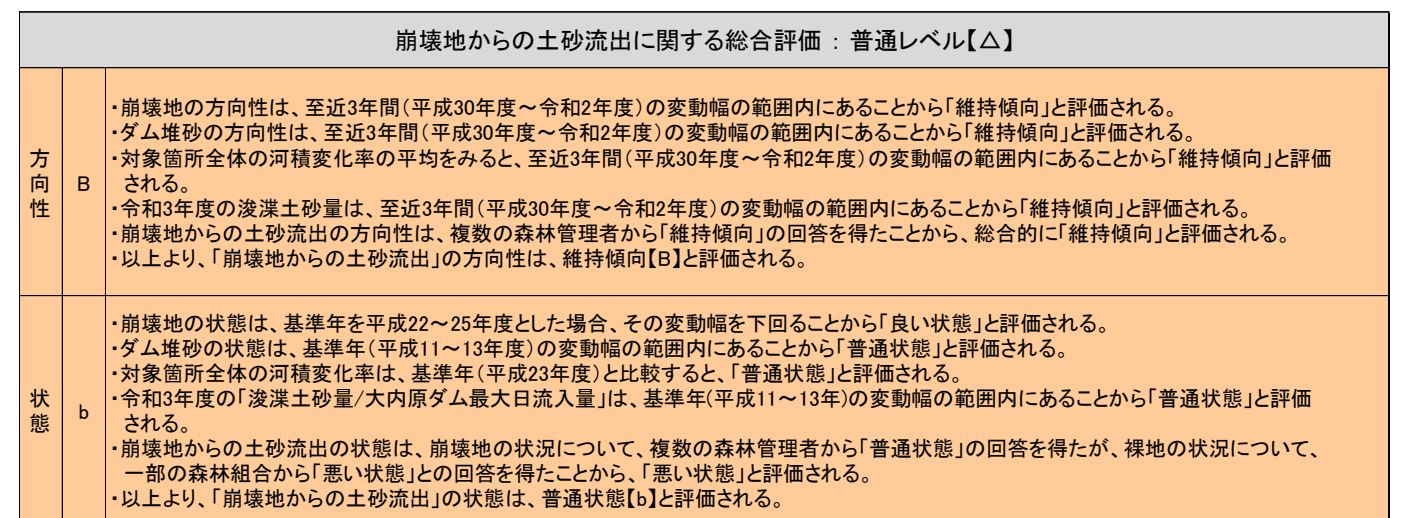 崩壊地からの土砂流出に関する総合評価 : 普通レベル【△】
方向性
B
・崩壊地の方向性は、至近3年間(平成30年度～令和2年度)の変動幅の範囲内にあることから「維持傾向」と評価される。
・ダム堆砂の方向性は、至近3年間(平成30年度～令和2年度)の変動幅の範囲内にあることから「維持傾向」と評価される。
・対象箇所全体の河積変化率の平均をみると、至近3年間(平成30年度～令和2年度)の変動幅の範囲内にあることから「維持傾向」と評価
される。
・令和3年度の浚渫土砂量は、至近3年間(平成30年度～令和2年度)の変動幅の範囲内にあることから「維持傾向」と評価される。
・崩壊地からの土砂流出の方向性は、複数の森林管理者から「維持傾向」の回答を得たことから、総合的に「維持傾向」と評価される。
・以上より、「崩壊地からの土砂流出」の方向性は、維持傾向【B】と評価される。
状態
b
・崩壊地の状態は、基準年を平成22～25年度とした場合、その変動幅を下回ることから「良い状態」と評価される。
・ダム堆砂の状態は、基準年(平成11～13年度)の変動幅の範囲内にあることから「普通状態」と評価される。
・対象箇所全体の河積変化率は、基準年(平成23年度)と比較すると、「普通状態」と評価される。
・令和3年度の「浚渫土砂量/大内原ダム最大日流入量」は、基準年(平成11～13年)の変動幅の範囲内にあることから「普通状態」と評価
される。
・崩壊地からの土砂流出の状態は、崩壊地の状況について、複数の森林管理者から「普通状態」の回答を得たが、裸地の状況について、
一部の森林組合から「悪い状態」との回答を得たことから、「悪い状態」と評価される。
・以上より、「崩壊地からの土砂流出」の状態は、普通状態【b】と評価される。